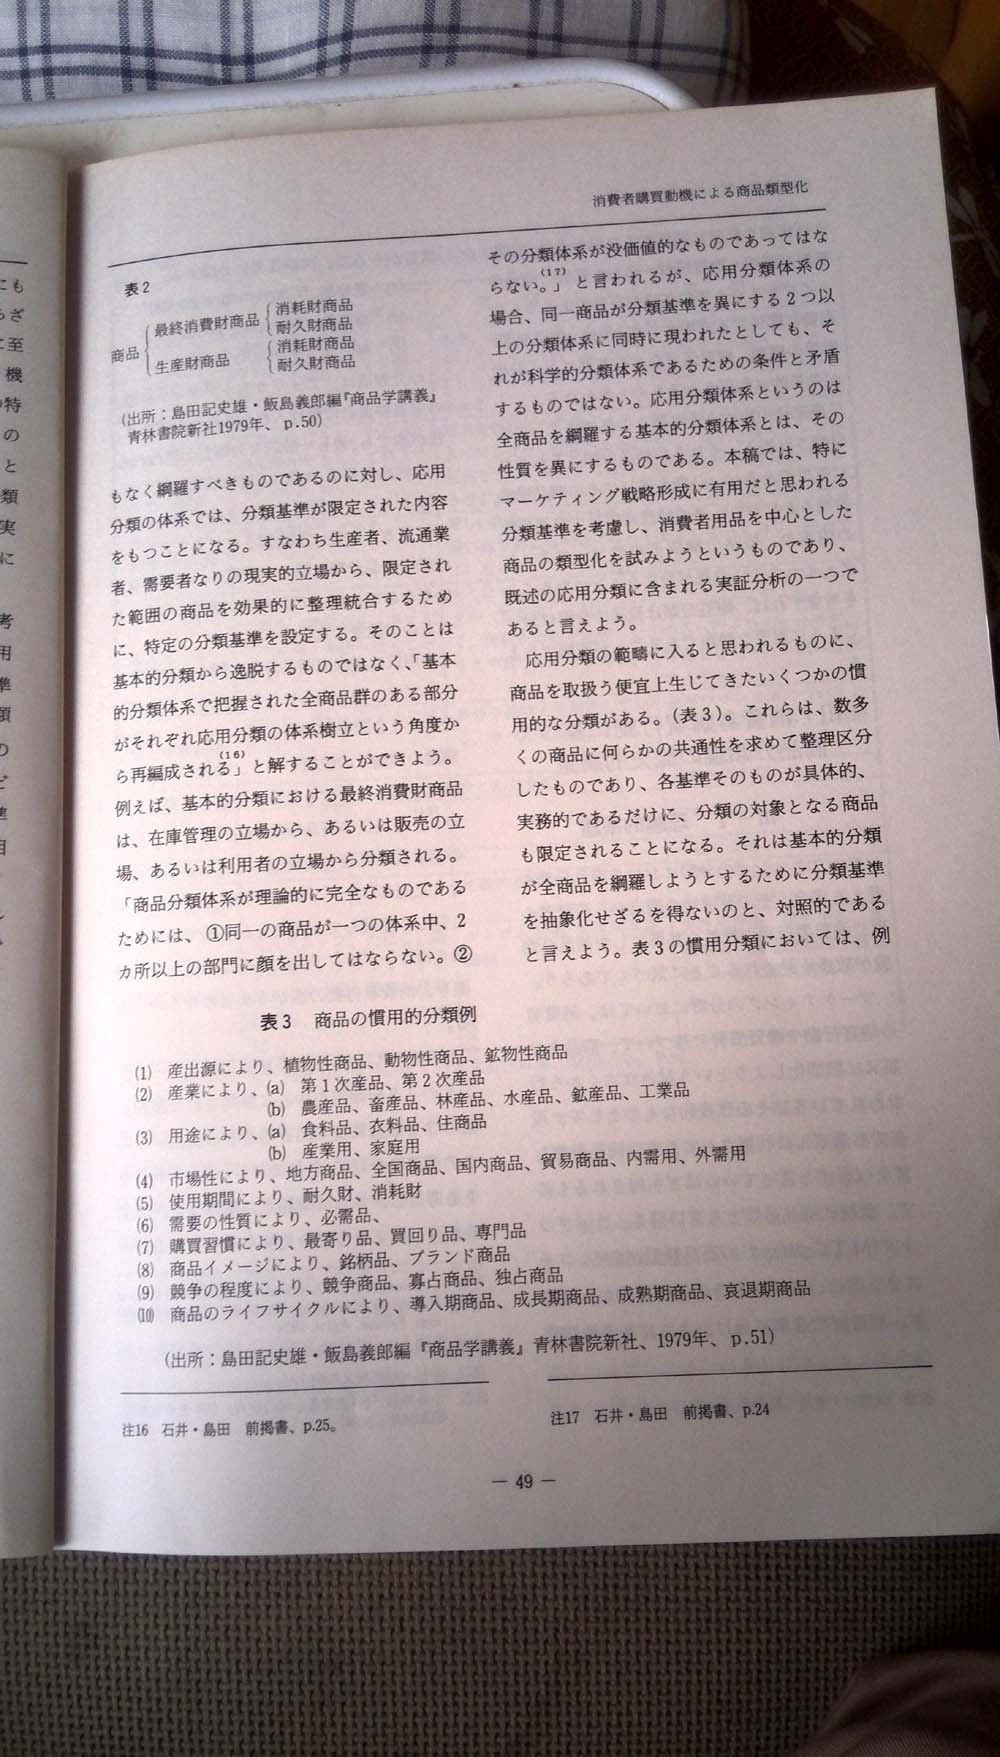 消費者購買動機による商品類型化
表2
商品
最終消費財商品
消耗財商品
耐久財商品
生産財商品
消耗財商品
耐久財商品
(出所：島田記史雄・飯島義郎編『商品学講義』
青林書院新社1979年、p.50)
もなく綱羅すべきものであるのに対し、応用
分類の体系では、分類基準が限定された内容
をもつことになる。すなわち生産者、流通業
者、需要者なりの現実的立場から、限定され
た範囲の商品を効果的に整理統合するため
に、特定の分類基準を設定する。そのことは
基本的分類から逸脱するものではなく、「基本
的分類体系で把握された全商品群のある部分
がそれぞれ応用分類の体系樹立という角度か
ら再編成される」(16)と解することができよう。
例えば、基本的分類における最終消費財商品
は、在庫管理の立場から、あるいは販売の立
場、あるいは利用者の立場から分類される。
「商品分類体系が理論的に完全なものである
ためには、①同一の商品が一つの体系中、2
カ所以上の部門に顔を出してはならない。②
その分類体系が没価値的なものであってはな
らない。」(17)と言われるが、応用分類体系の
場合、同一商品が分類基準を異にする2つ以
上の分類体系に同時に現われたとしても、そ
れが科学的分類体系であるための条件と矛盾
するものではない。応用分類体系というのは
全商品を綱羅する基本的分類体系とは、その
性質を異にするものである。本稿では、特に
マーケティング戦略形成に有用だと思われる
分類基準を考慮し、消費者用品を中心とした
商品の類型化を試みようというものであり、
既述の応用分類に含まれる実証分析の一つで
あると言えよう。
応用分類の範疇に入ると思われるものに、
商品を取扱う便宜上生じてきたいくつかの慣
用的な分類がある。(表3)。これらは、数多
くの商品に何らかの共通性を求めて整理区分
したものであり、各基準そのものが具体的、
実務的であるだけに、分類の対象となる商品
も限定されることになる。それは基本的分類
が全商品を綱羅しようとするために分類基準
を抽象化せざるを得ないのと、対照的である
と言えよう。表3の慣用分類においては、例
表3 商品の慣用的分類例
(1) 産出源により、植物性商品、動物性商品、鉱物性商品
(2) 産業により、(a) 第1次産品、第2次産品
(b) 農産品、畜産品、林産品、水産品、鉱産品、工業品
(3) 用途により、(a) 食料品、衣料品、住商品
(b) 産業用、家庭用
(4) 市場性により、地方商品、全国商品、国内商品、貿易商品、内需用、外需用
(5) 使用期間により、耐久財、消耗財
(6) 需要の性質により、必需品、
(7) 購買習慣により、最寄り品、買回り品、専門品
(8) 商品イメージにより、銘柄品、ブランド商品
(9) 競争の程度により、競争商品、寡占商品、独占商品
(10) 商品のライフサイクルにより、導入期商品、成長期商品、成熟期商品、衰退期商品
(出所：島田記史雄・飯島義郎編『商品学講義』青林書院新社、1979年、p.51)
注16 石井・島田 前掲書、p.25。
注17 石井・島田 前掲書、p.24
― 49 ―